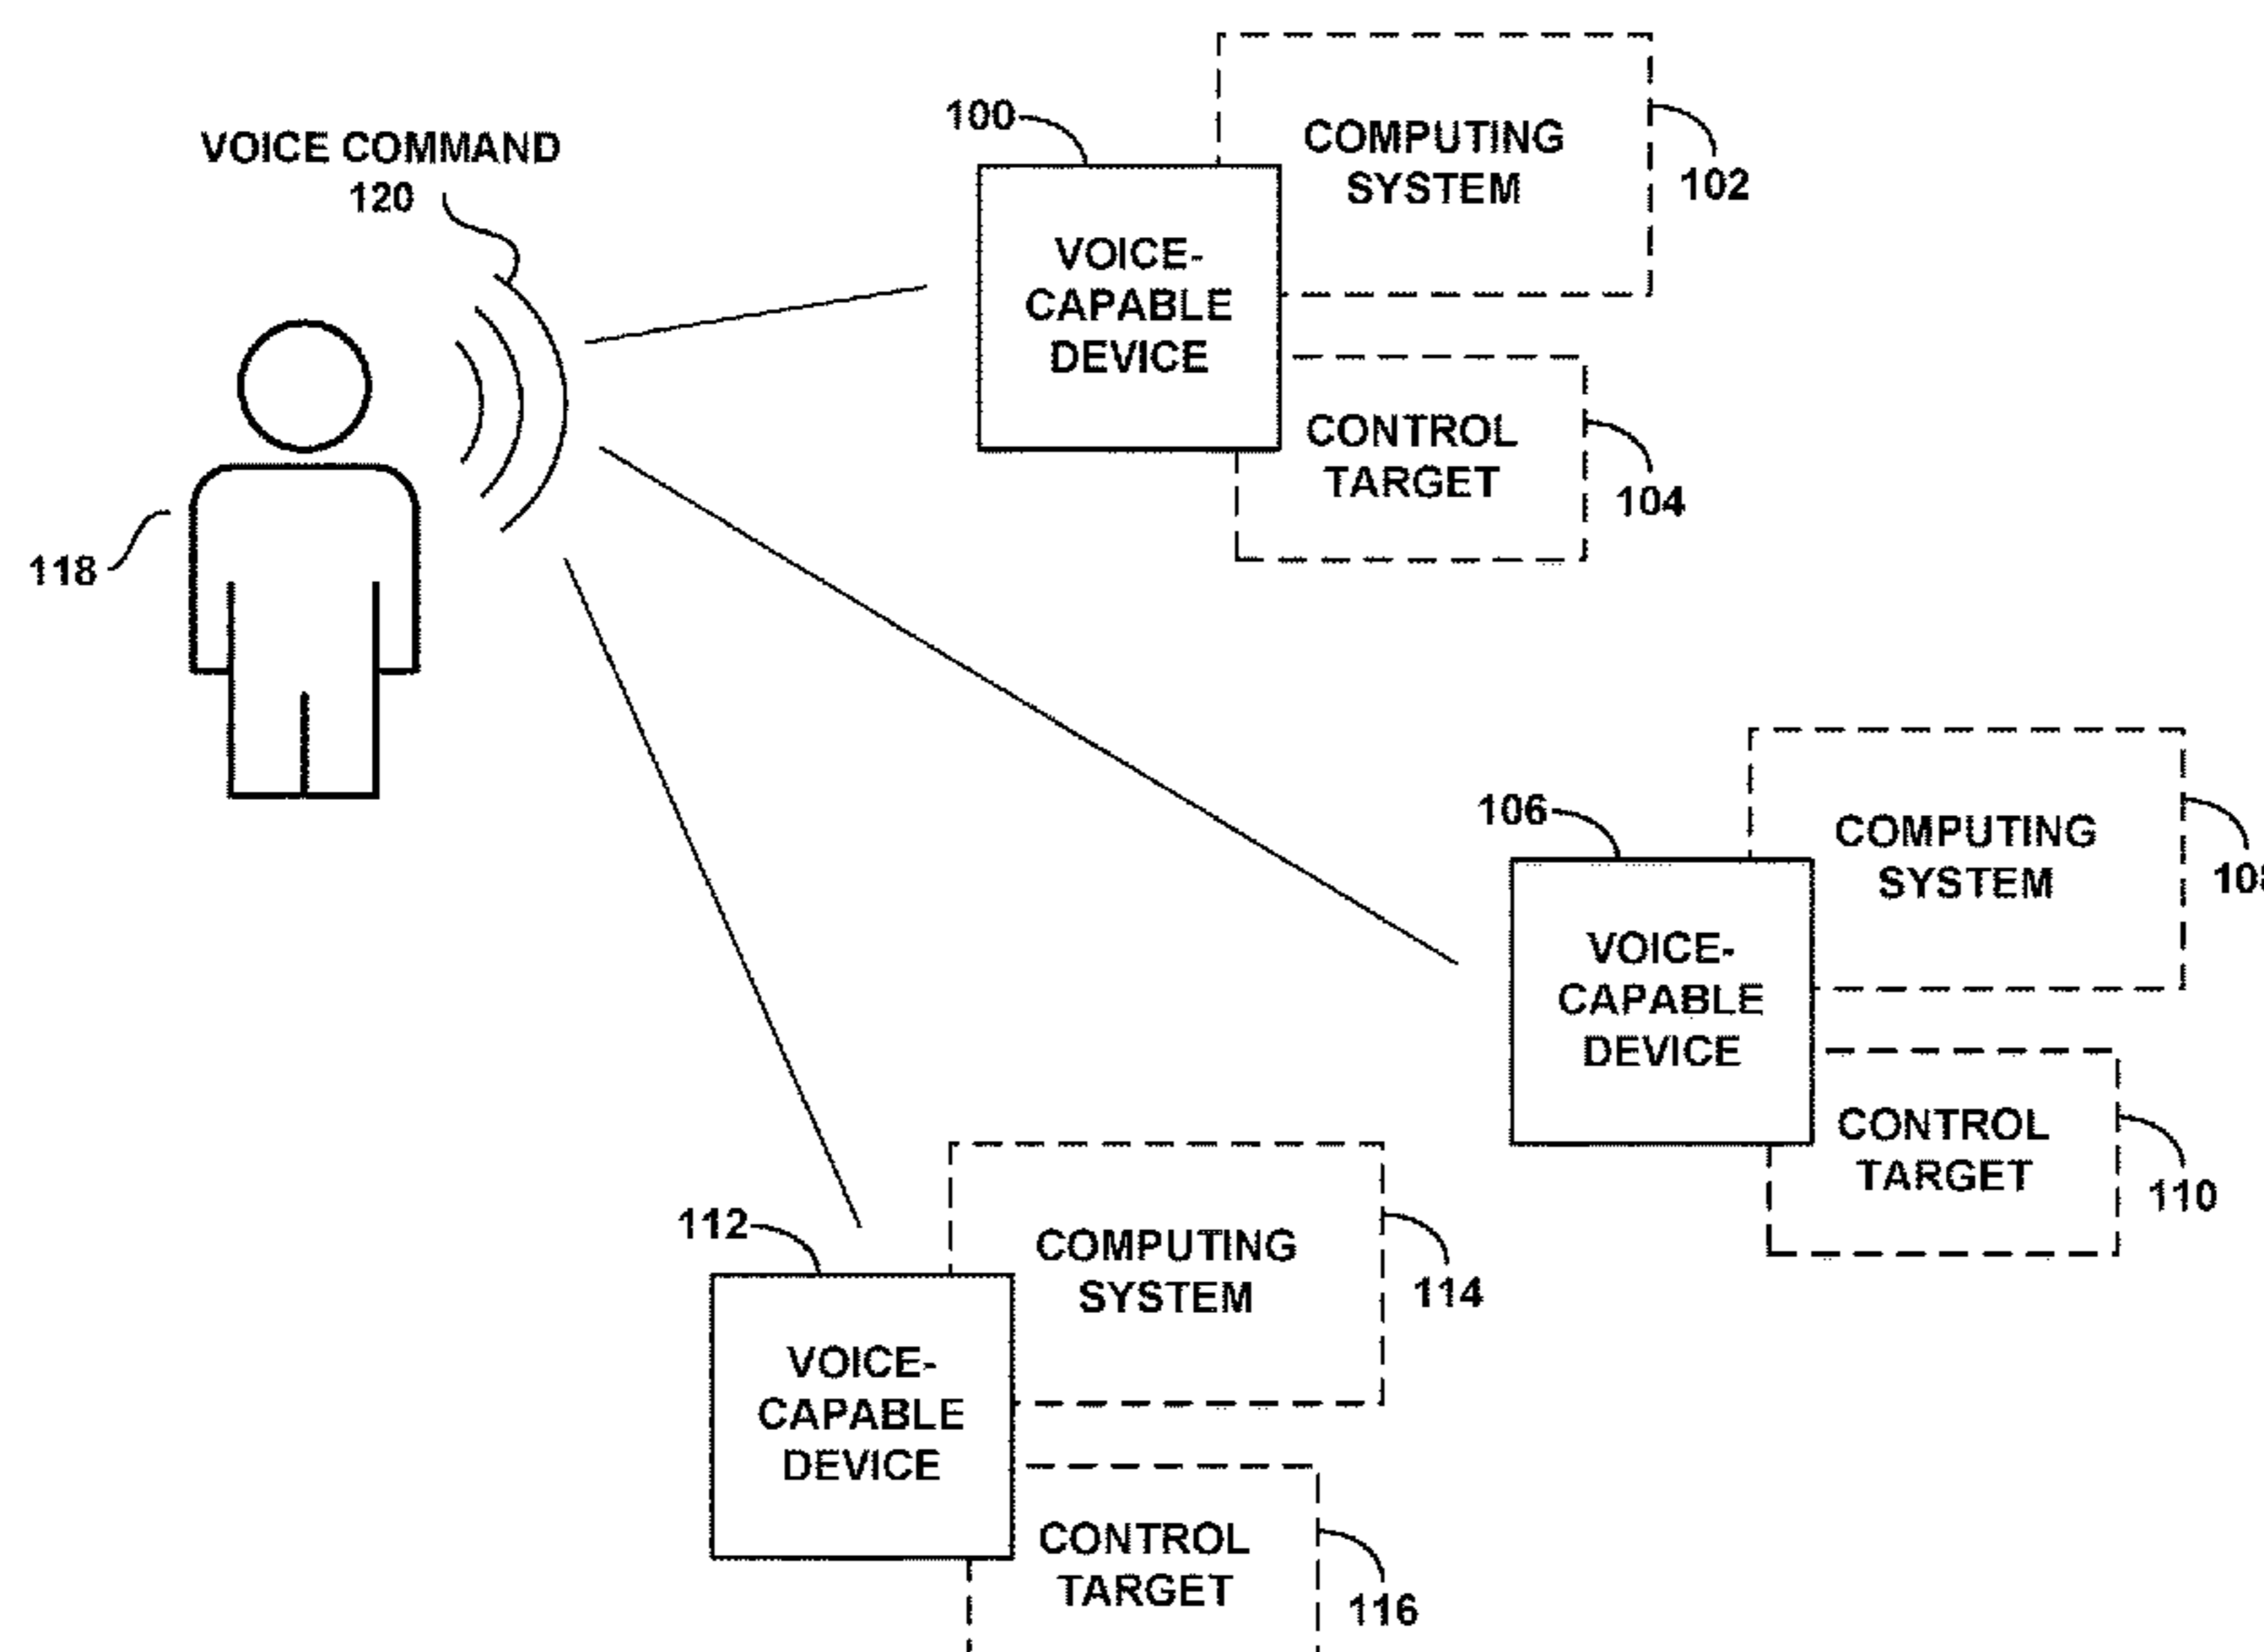 VOICE COMMAND
120
118
100
COMPUTING
SYSTEM
102
VOICE-
CAPABLE
DEVICE
CONTROL
TARGET
104
106
COMPUTING
SYSTEM
VOICE-
CAPABLE
DEVICE
CONTROL
TARGET
110
112
COMPUTING
SYSTEM
114
VOICE-
CAPABLE
DEVICE
CONTROL
TARGET
116